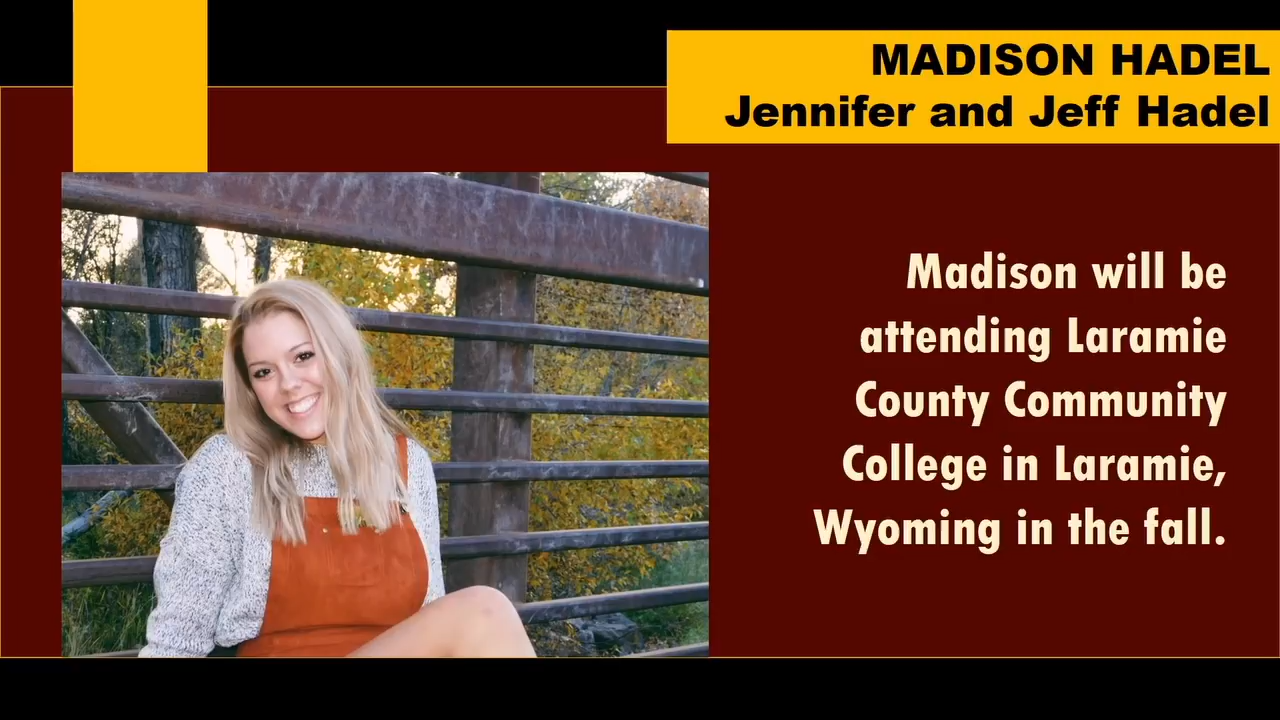 MADISON HADEL
Jennifer and Jeff Hadel
Madison will be
attending Laramie
County Community
College in Laramie,
Wyoming in the fall.